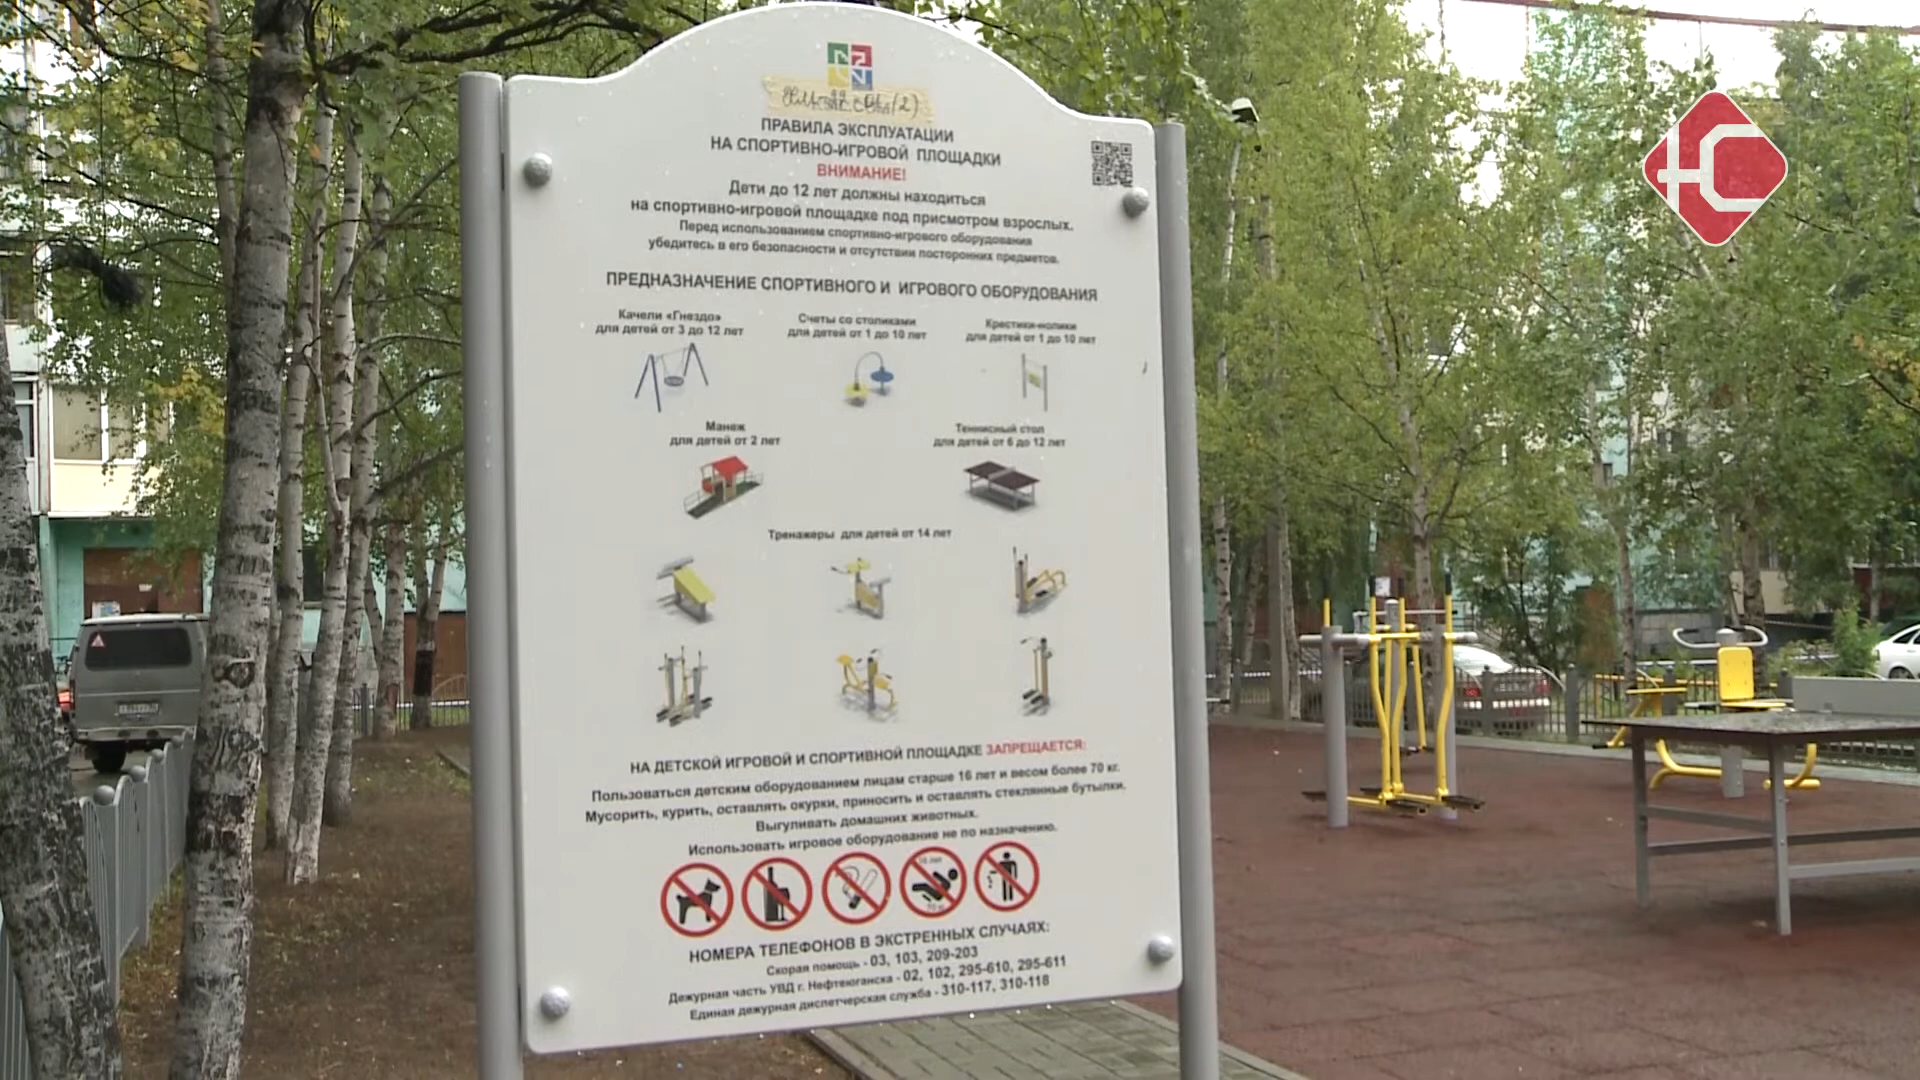 ПРАВИЛА ЭКСПЛУАТАЦИИ
НА СПОРТИВНО-ИГРОВОЙ ПЛОЩАДКИ
ВНИМАНИЕ!
Дети до 12 лет должны находиться
на спортивно-игровой площадке под присмотром взрослых.
Перед использованием спортивно-игрового оборудования
убедитесь в его безопасности и отсутствии посторонних предметов.
ПРЕДНАЗНАЧЕНИЕ СПОРТИВНОГО И ИГРОВОГО ОБОРУДОВАНИЯ
Качели «Гнездо»
для детей от 3 до 12 лет
Счеты со столиками
для детей от 1 до 10 лет
Крестики-нолики
для детей от 1 до 10 лет
Манеж
для детей от 2 лет
Теннисный стол
для детей от 6 до 12 лет
Тренажеры для детей от 14 лет
НА ДЕТСКОЙ ИГРОВОЙ И СПОРТИВНОЙ ПЛОЩАДКЕ ЗАПРЕЩАЕТСЯ:
Пользоваться детским оборудованием лицам старше 16 лет и весом более 70 кг.
Мусорить, курить, оставлять окурки, приносить и оставлять стеклянные бутылки.
Выгуливать домашних животных.
Использовать игровое оборудование не по назначению.
16 лет
70 кг
НОМЕРА ТЕЛЕФОНОВ В ЭКСТРЕННЫХ СЛУЧАЯХ:
Скорая помощь - 03, 103, 209-203
Дежурная часть УВД г. Нефтеюганска - 02, 102, 295-610, 295-611
Единая дежурная диспетчерская служба - 310-117, 310-118